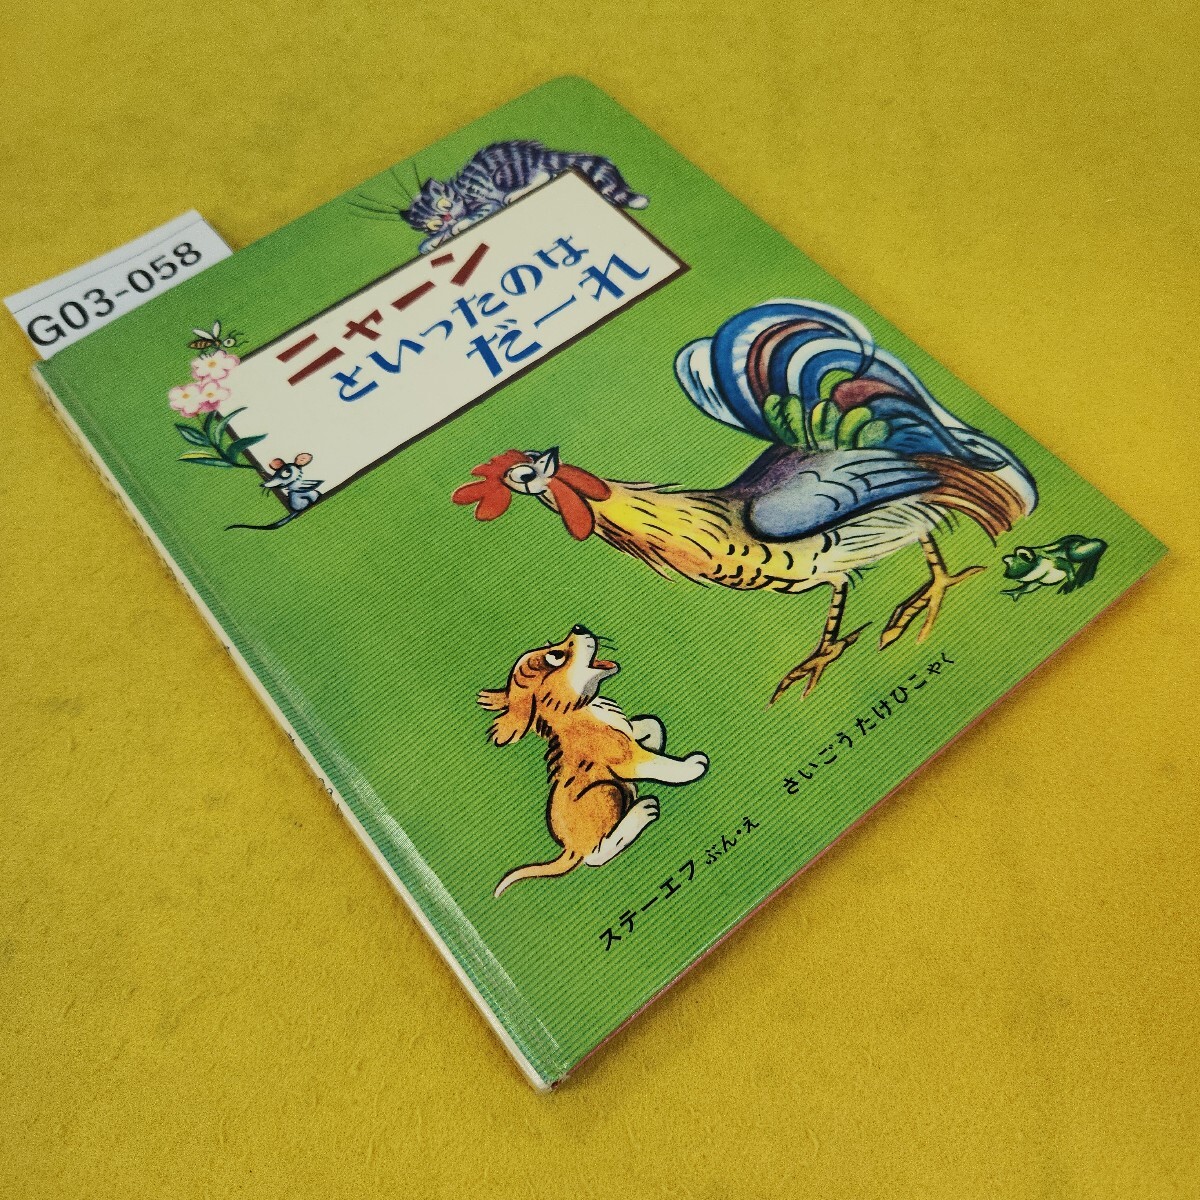 G03-058
ニャーン
といったのは
だーれ
ステーエフ ぶん・え
さいごうたけひこやく